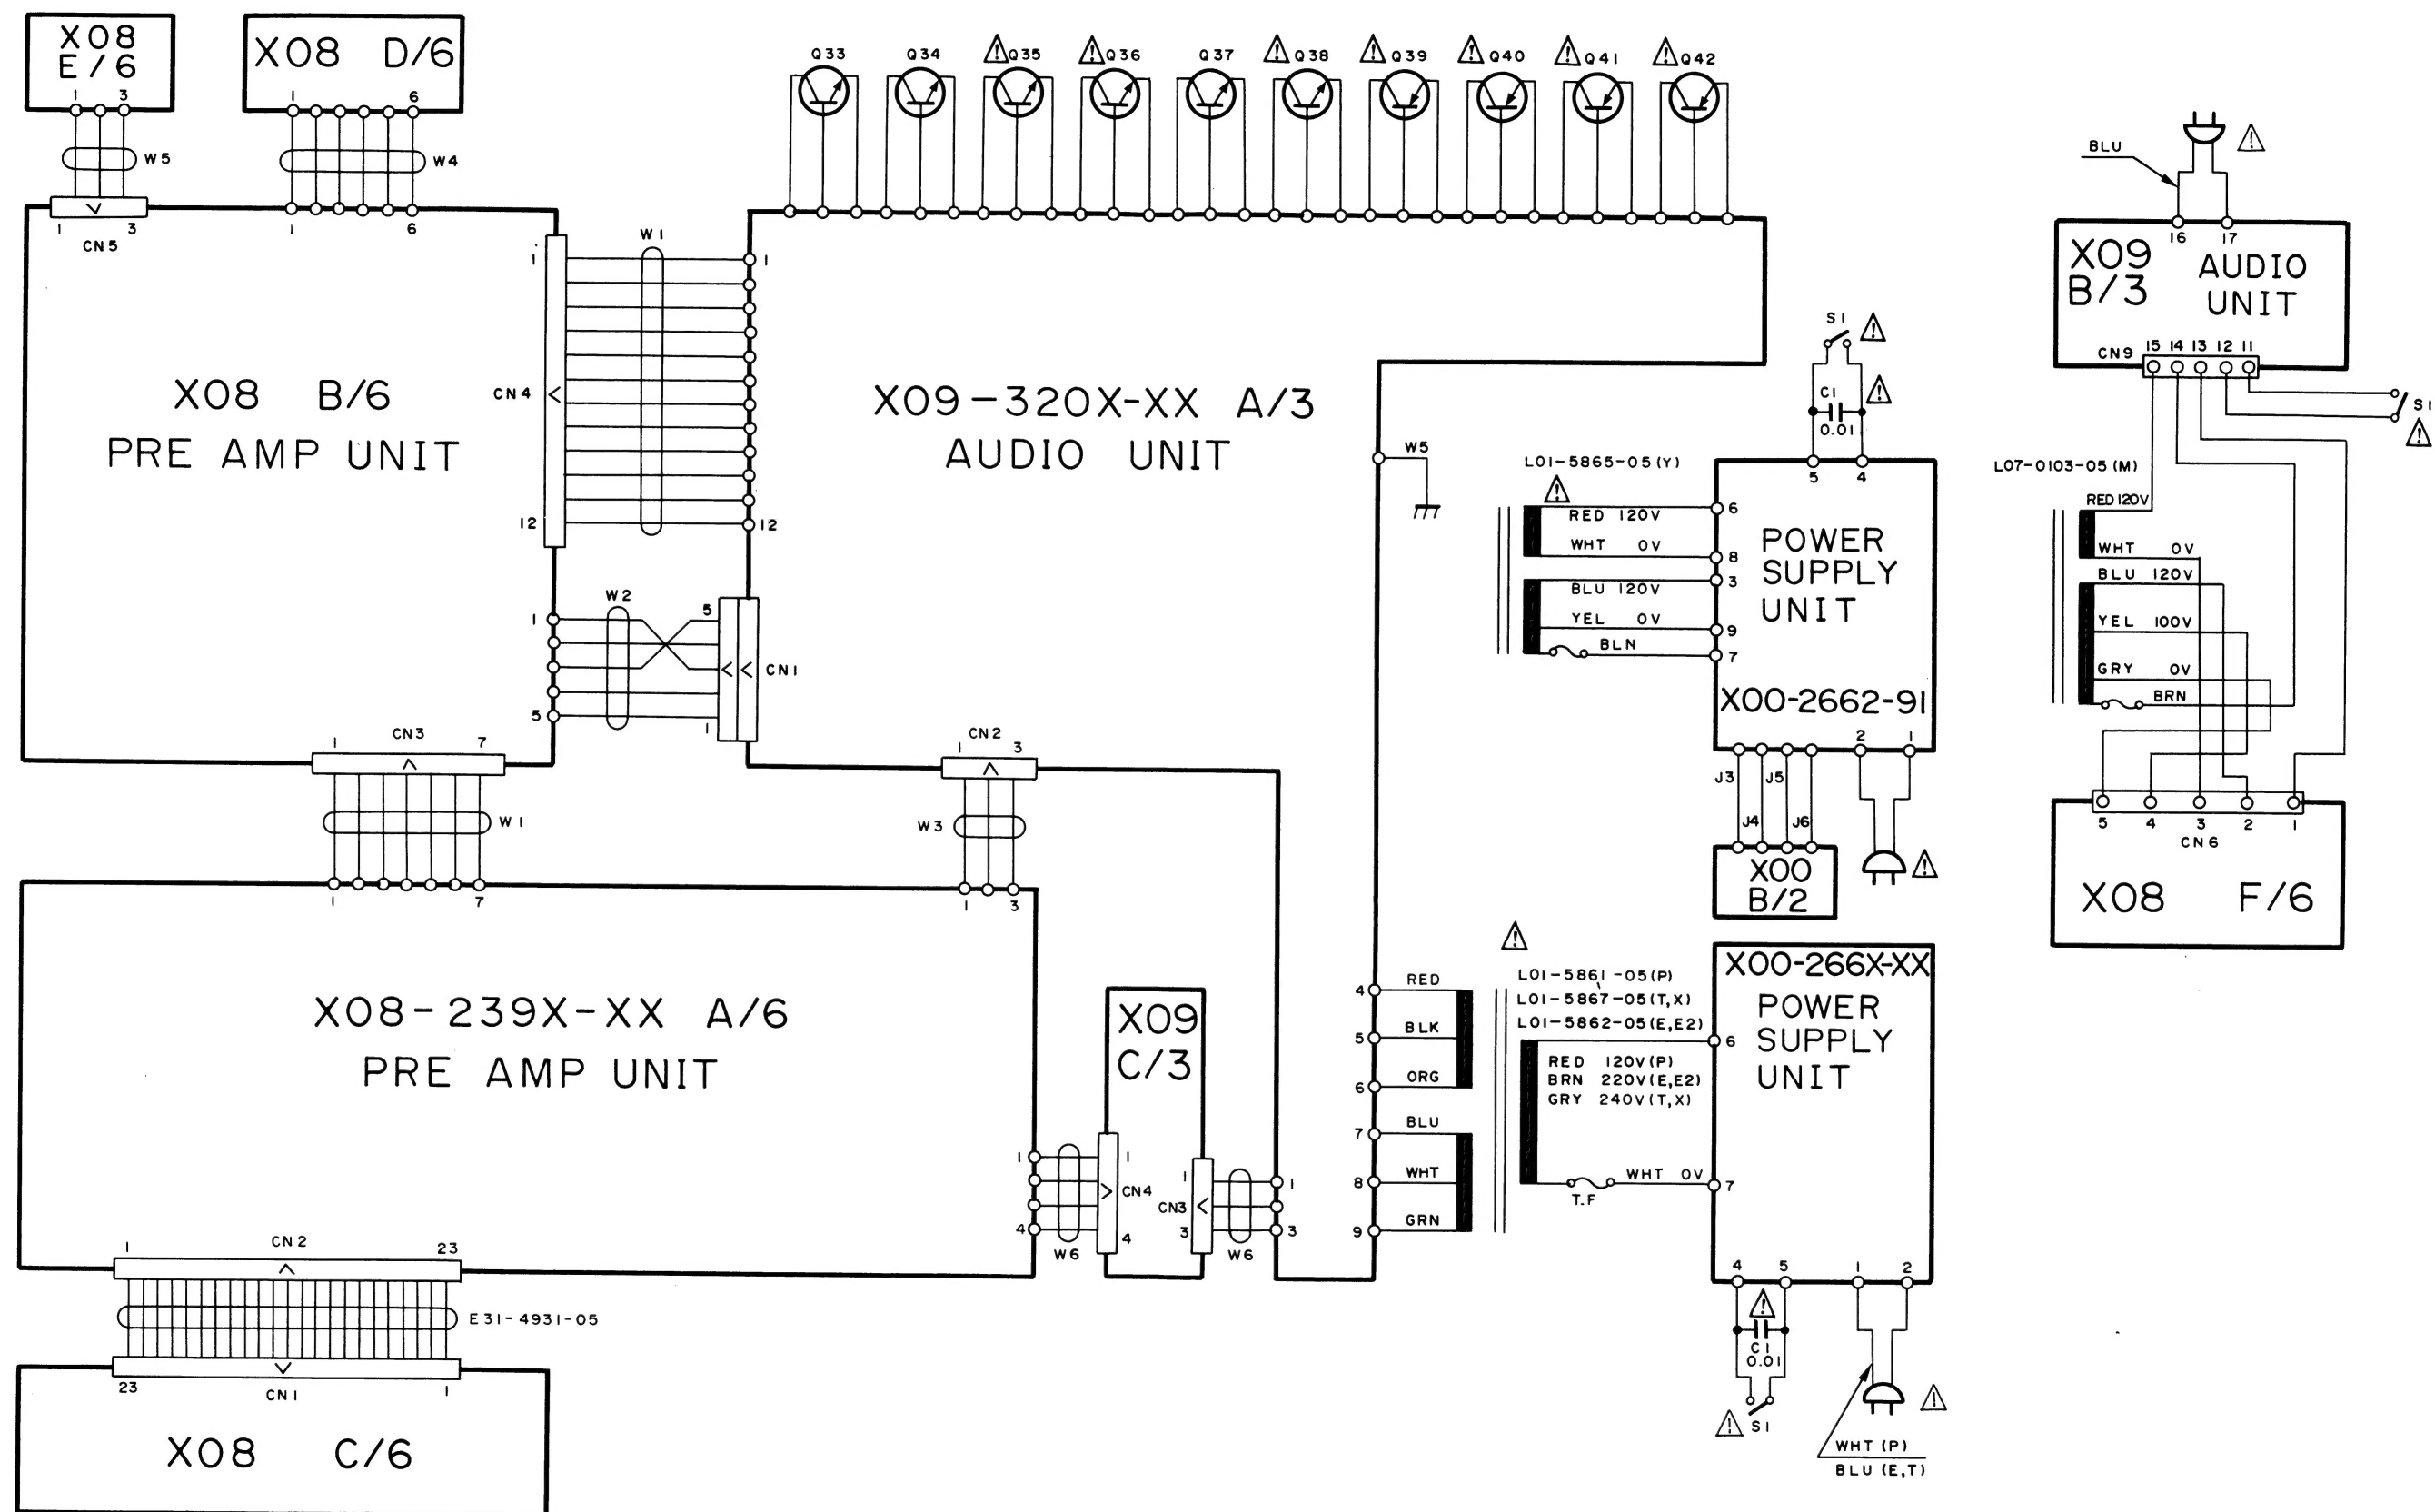 X08
E/6
1 3
W5
1 3
CN5
X08 D/6
1 6
W4
1 6
Q33 Q34 Q35 Q36 Q37 Q38 Q39 Q40 Q41 Q42
X08 B/6
PRE AMP UNIT
1
CN4
12
W1
1
12
X09-320X-XX A/3
AUDIO UNIT
W2
1
5
5
1
CN1
CN3
1 7
W1
1 7
CN2
1 3
W3
1 3
W5
X08-239X-XX A/6
PRE AMP UNIT
1
4
W6
1
CN4
4
X09
C/3
1
CN3
3
W6
1
3
CN2
1 23
E31-4931-05
23 1
CN1
X08 C/6
4 RED
5 BLK
6 ORG
7 BLU
8 WHT
9 GRN
S1
C1
0.01
5 4
L01-5865-05(Y)
RED 120V 6
WHT 0V 8
BLU 120V 3
YEL 0V 9
BLN 7
POWER
SUPPLY
UNIT
X00-2662-91
2 1
J3 J5
J4 J6
X00
B/2
L01-5861-05(P)
L01-5867-05(T,X)
L01-5862-05(E,E2)
RED 120V(P)
BRN 220V(E,E2)
GRY 240V(T,X)
WHT 0V
T.F
X00-266X-XX
POWER
SUPPLY
UNIT
6
7
4 5 1 2
C1
0.01
S1
WHT (P)
BLU (E,T)
BLU
16 17
X09
B/3
AUDIO
UNIT
CN9 15 14 13 12 11
S1
L07-0103-05(M)
RED 120V
WHT 0V
BLU 120V
YEL 100V
GRY 0V
BRN
5 4 3 2 1
CN6
X08 F/6